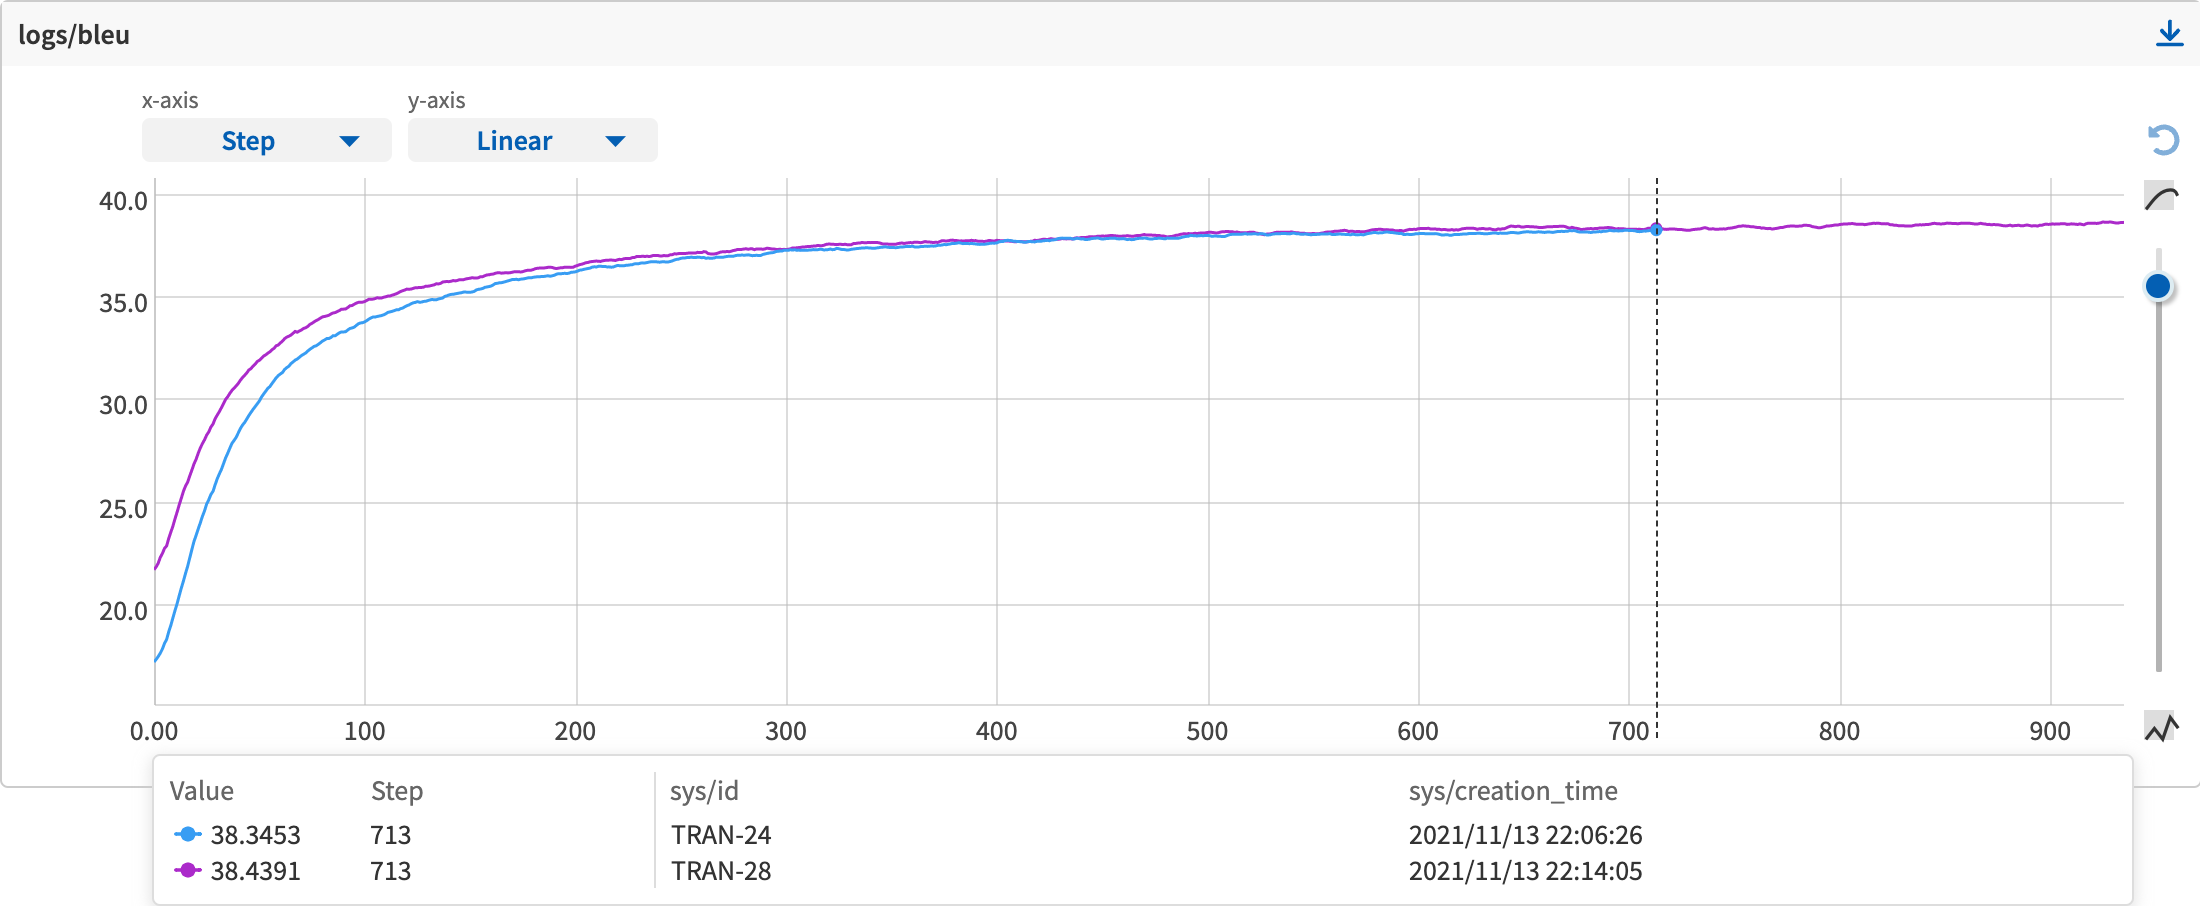 logs/bleu
x-axis y-axis
Step Linear
40.0
35.0
30.0
25.0
20.0
0.00 100 200 300 400 500 600 700 800 900
Value Step sys/id sys/creation_time
38.3453 713 TRAN-24 2021/11/13 22:06:26
38.4391 713 TRAN-28 2021/11/13 22:14:05